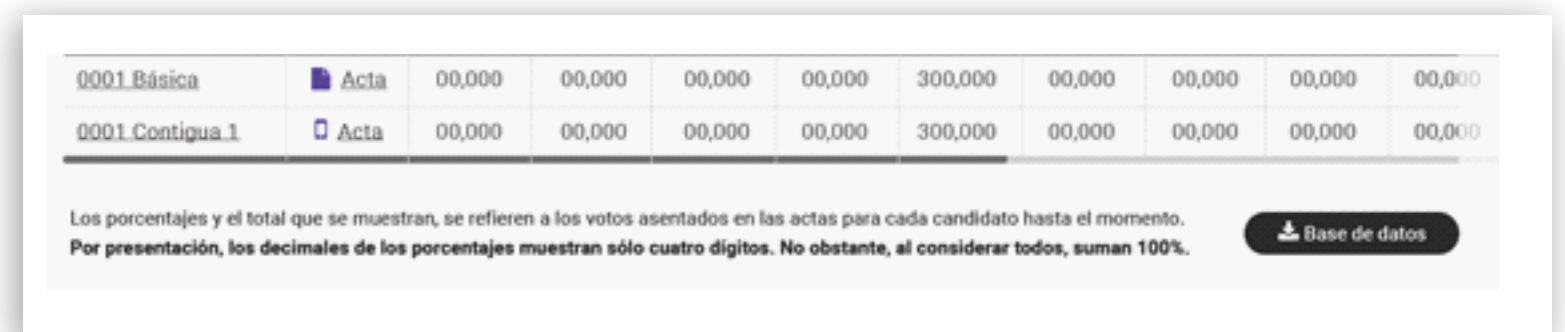 0001 Básica Acta 00,000 00,000 00,000 00,000 300,000 00,000 00,000 00,000 00,000
0001 Contigua 1 Acta 00,000 00,000 00,000 00,000 300,000 00,000 00,000 00,000 00,000
Los porcentajes y el total que se muestran, se refieren a los votos asentados en las actas para cada candidato hasta el momento.
Por presentación, los decimales de los porcentajes muestran sólo cuatro dígitos. No obstante, al considerar todos, suman 100%.
Base de datos